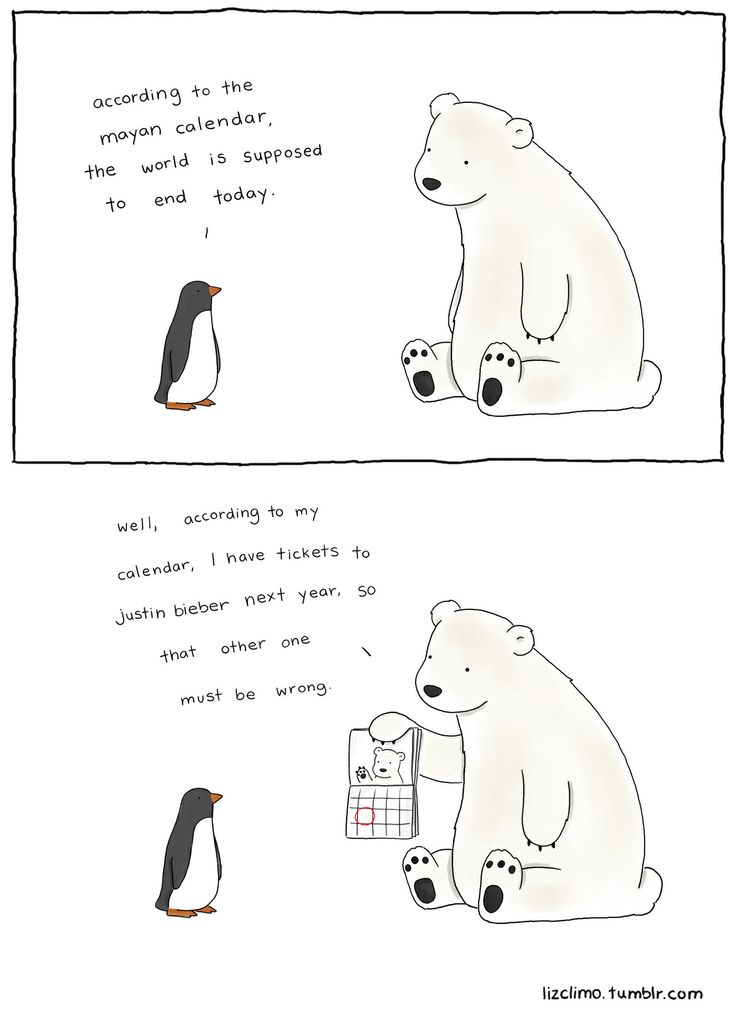 according to the
mayan calendar,
the world is supposed
to end today.
well, according to my
calendar, I have tickets to
justin bieber next year, so
that other one
must be wrong.
lizclimo.tumblr.com